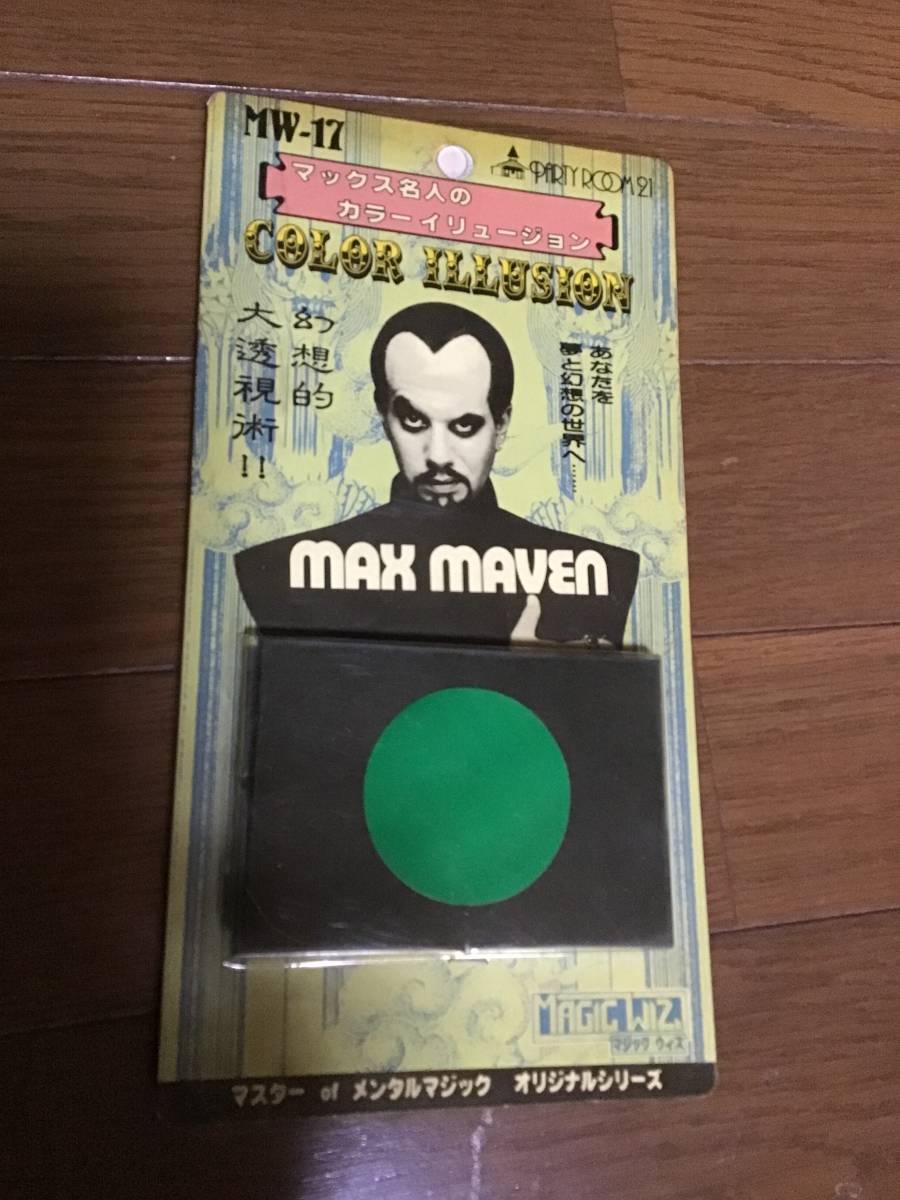 MW-17
PARTY ROOM 21
マックス名人の
カラーイリュージョン
COLOR ILLUSION
幻想的
大透視術!!
あなたを
夢と幻想の世界へ……
MAX MAVEN
MAGIC WIZ.
マジック ウィズ
マスター of メンタルマジック オリジナルシリーズ